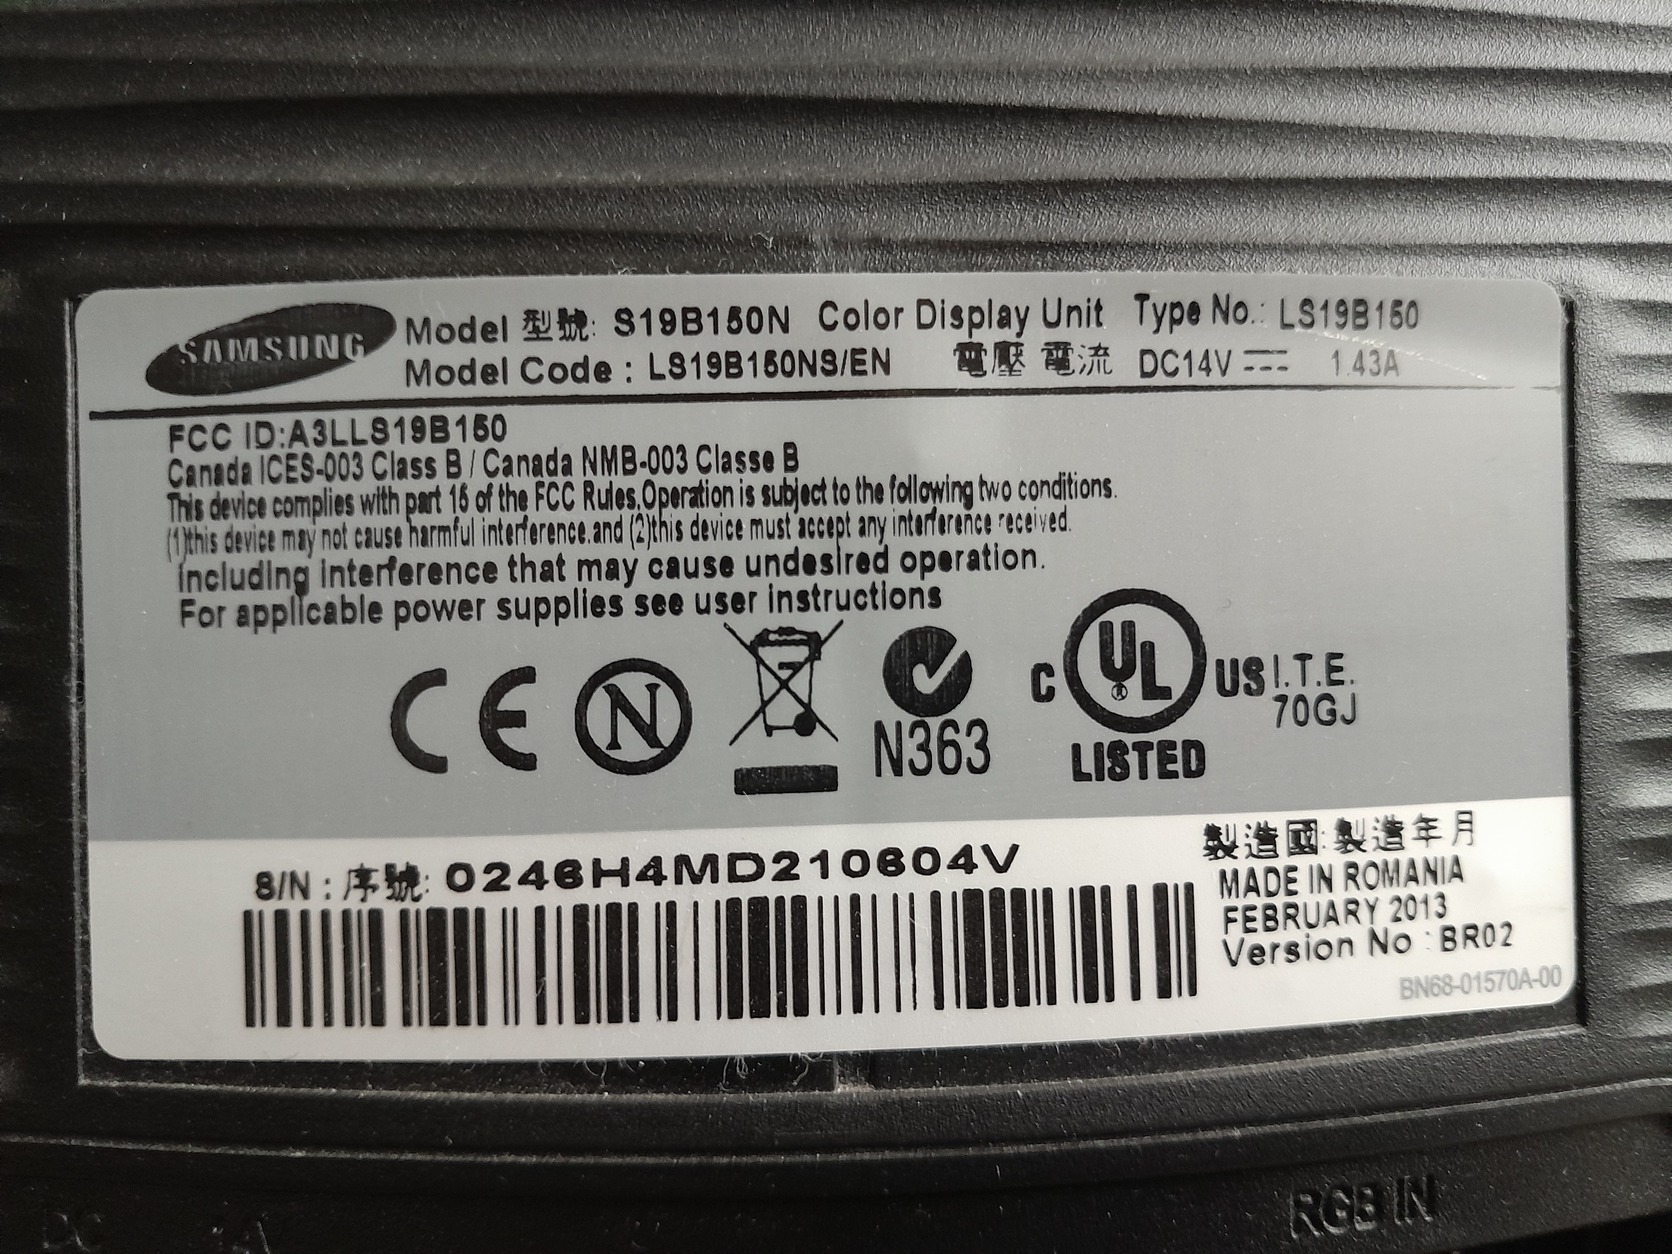 SAMSUNG
Model 型號: S19B150N Color Display Unit Type No.: LS19B150
Model Code : LS19B150NS/EN 電壓 電流 DC14V 1.43A
FCC ID:A3LLS19B150
Canada ICES-003 Class B / Canada NMB-003 Classe B
This device complies with part 15 of the FCC Rules.Operation is subject to the following two conditions.
(1)this device may not cause harmful interference.and (2)this device must accept any interference received.
including interference that may cause undesired operation.
For applicable power supplies see user instructions
CE N N363 C UL ® US I.T.E.
70GJ
LISTED
S/N : 序號: 0246H4MD210604V
製造國: 製造年月
MADE IN ROMANIA
FEBRUARY 2013
Version No : BR02
BN68-01570A-00
RGB IN
DC